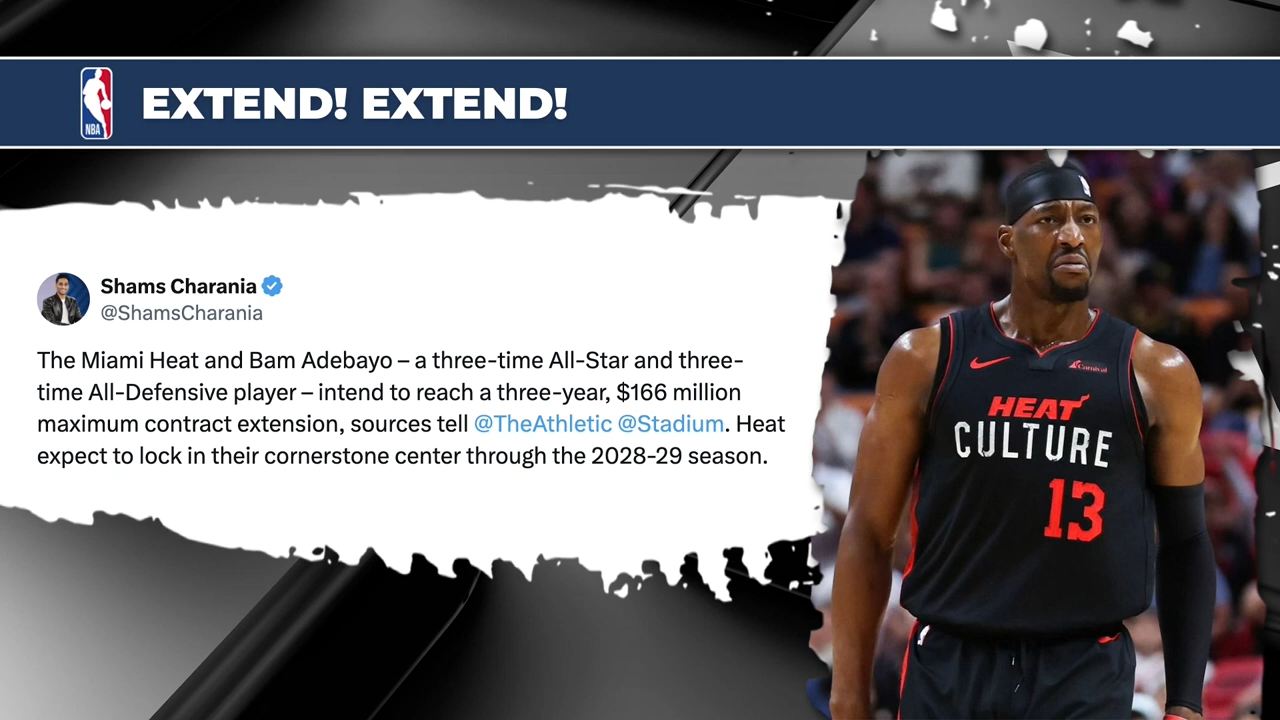 NBA
EXTEND! EXTEND!
Shams Charania
@ShamsCharania
The Miami Heat and Bam Adebayo – a three-time All-Star and three-
time All-Defensive player – intend to reach a three-year, $166 million
maximum contract extension, sources tell @TheAthletic @Stadium. Heat
expect to lock in their cornerstone center through the 2028-29 season.
Carnival
HEAT
CULTURE
13